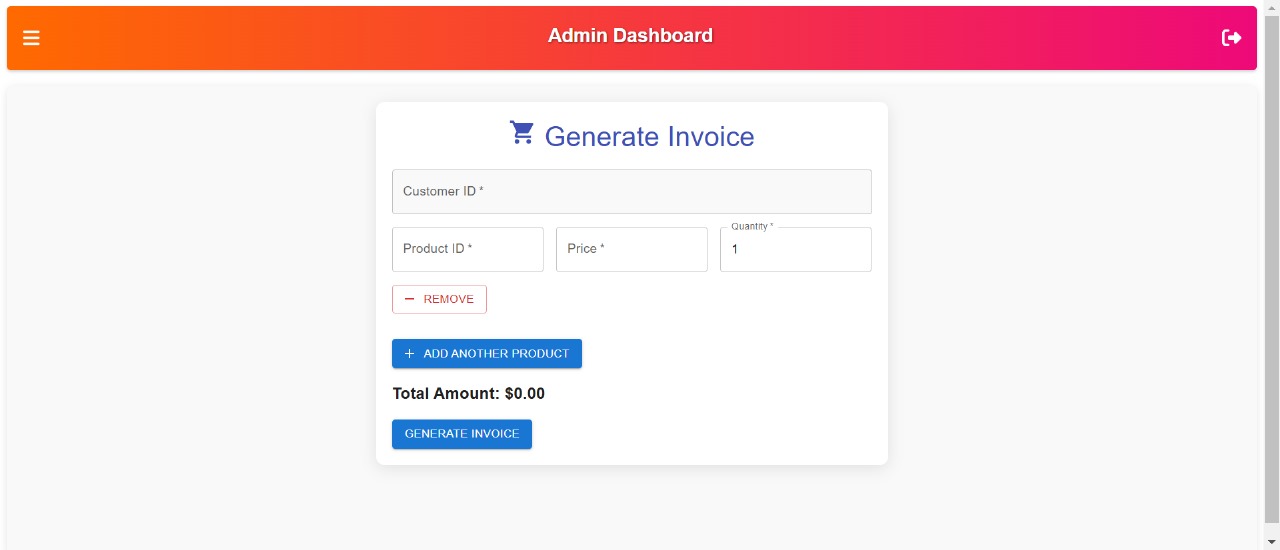 Admin Dashboard
Generate Invoice
Customer ID *
Product ID * Price * Quantity * 1
REMOVE
ADD ANOTHER PRODUCT
Total Amount: $0.00
GENERATE INVOICE